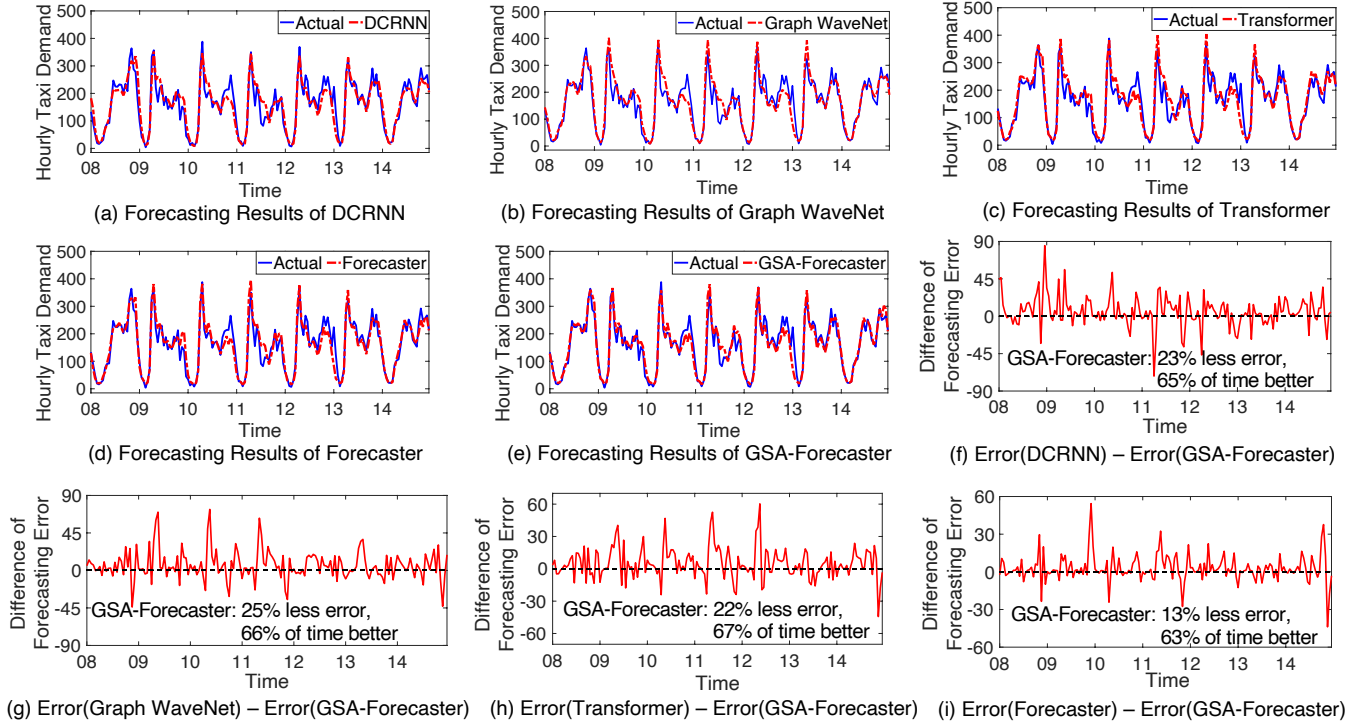 Actual DCRNN
Hourly Taxi Demand
500
400
300
200
100
0
08 09 10 11 12 13 14
Time
(a) Forecasting Results of DCRNN
Actual Graph WaveNet
Hourly Taxi Demand
500
400
300
200
100
0
08 09 10 11 12 13 14
Time
(b) Forecasting Results of Graph WaveNet
Actual Transformer
Hourly Taxi Demand
500
400
300
200
100
0
08 09 10 11 12 13 14
Time
(c) Forecasting Results of Transformer
Actual Forecaster
Hourly Taxi Demand
500
400
300
200
100
0
08 09 10 11 12 13 14
Time
(d) Forecasting Results of Forecaster
Actual GSA-Forecaster
Hourly Taxi Demand
500
400
300
200
100
0
08 09 10 11 12 13 14
Time
(e) Forecasting Results of GSA-Forecaster
Difference of
Forecasting Error
90
45
0
-45
-90
GSA-Forecaster: 23% less error,
65% of time better
08 09 10 11 12 13 14
Time
(f) Error(DCRNN) – Error(GSA-Forecaster)
Difference of
Forecasting Error
90
45
0
-45
-90
GSA-Forecaster: 25% less error,
66% of time better
08 09 10 11 12 13 14
Time
(g) Error(Graph WaveNet) – Error(GSA-Forecaster)
Difference of
Forecasting Error
60
30
0
-30
-60
GSA-Forecaster: 22% less error,
67% of time better
08 09 10 11 12 13 14
Time
(h) Error(Transformer) – Error(GSA-Forecaster)
Difference of
Forecasting Error
60
30
0
-30
-60
GSA-Forecaster: 13% less error,
63% of time better
08 09 10 11 12 13 14
Time
(i) Error(Forecaster) – Error(GSA-Forecaster)